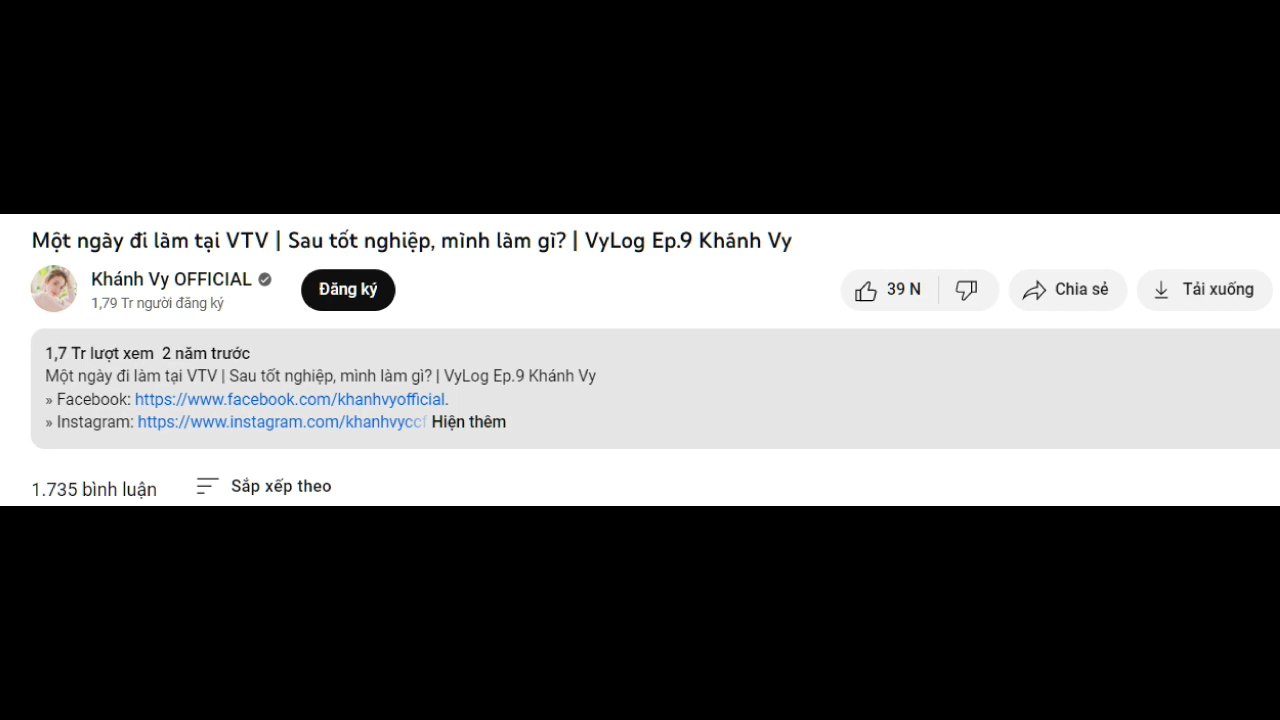 Một ngày đi làm tại VTV | Sau tốt nghiệp, mình làm gì? | VyLog Ep.9 Khánh Vy
Khánh Vy OFFICIAL
1,79 Tr người đăng ký
Đăng ký
39 N
Chia sẻ
Tải xuống
1,7 Tr lượt xem 2 năm trước
Một ngày đi làm tại VTV | Sau tốt nghiệp, mình làm gì? | VyLog Ep.9 Khánh Vy
» Facebook: https://www.facebook.com/khanhvyofficial.
» Instagram: https://www.instagram.com/khanhvyccf Hiện thêm
1.735 bình luận
Sắp xếp theo